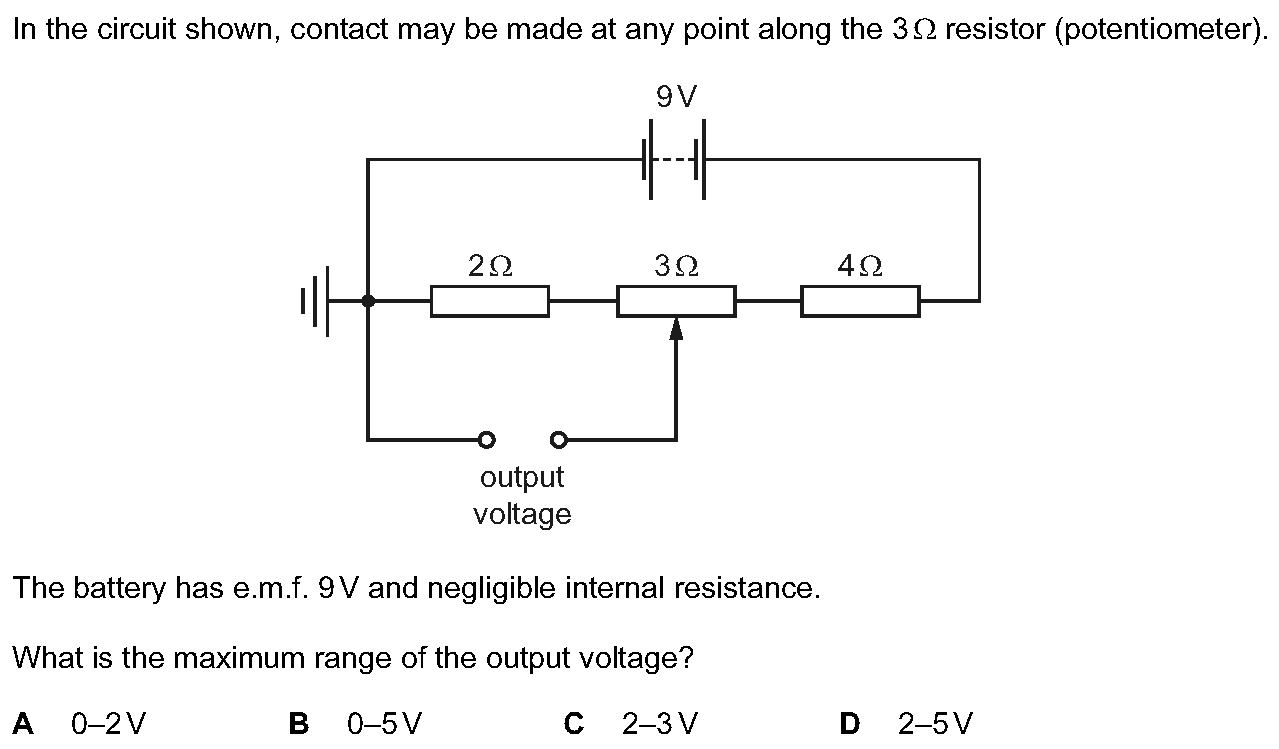 In the circuit shown, contact may be made at any point along the 3Ω resistor (potentiometer).
9V
2Ω 3Ω 4Ω
output
voltage
The battery has e.m.f. 9V and negligible internal resistance.
What is the maximum range of the output voltage?
A 0–2V B 0–5V C 2–3V D 2–5V